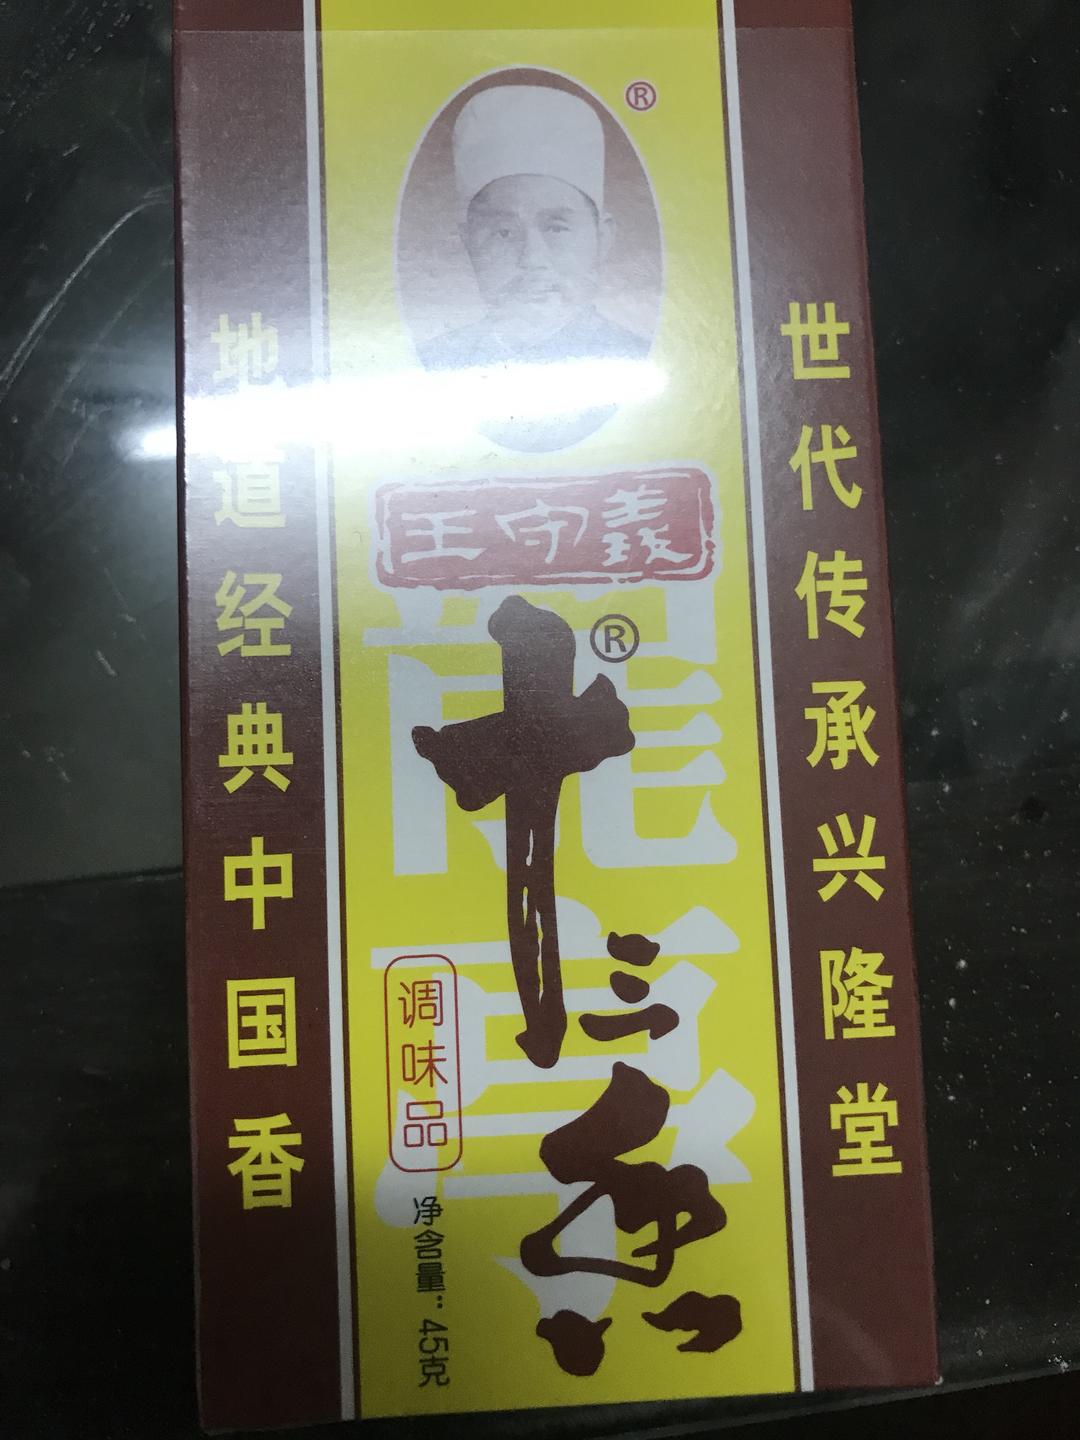 ®
王守義
®
十三香
调味品
净含量：45克
世代传承兴隆堂
地道经典中国香